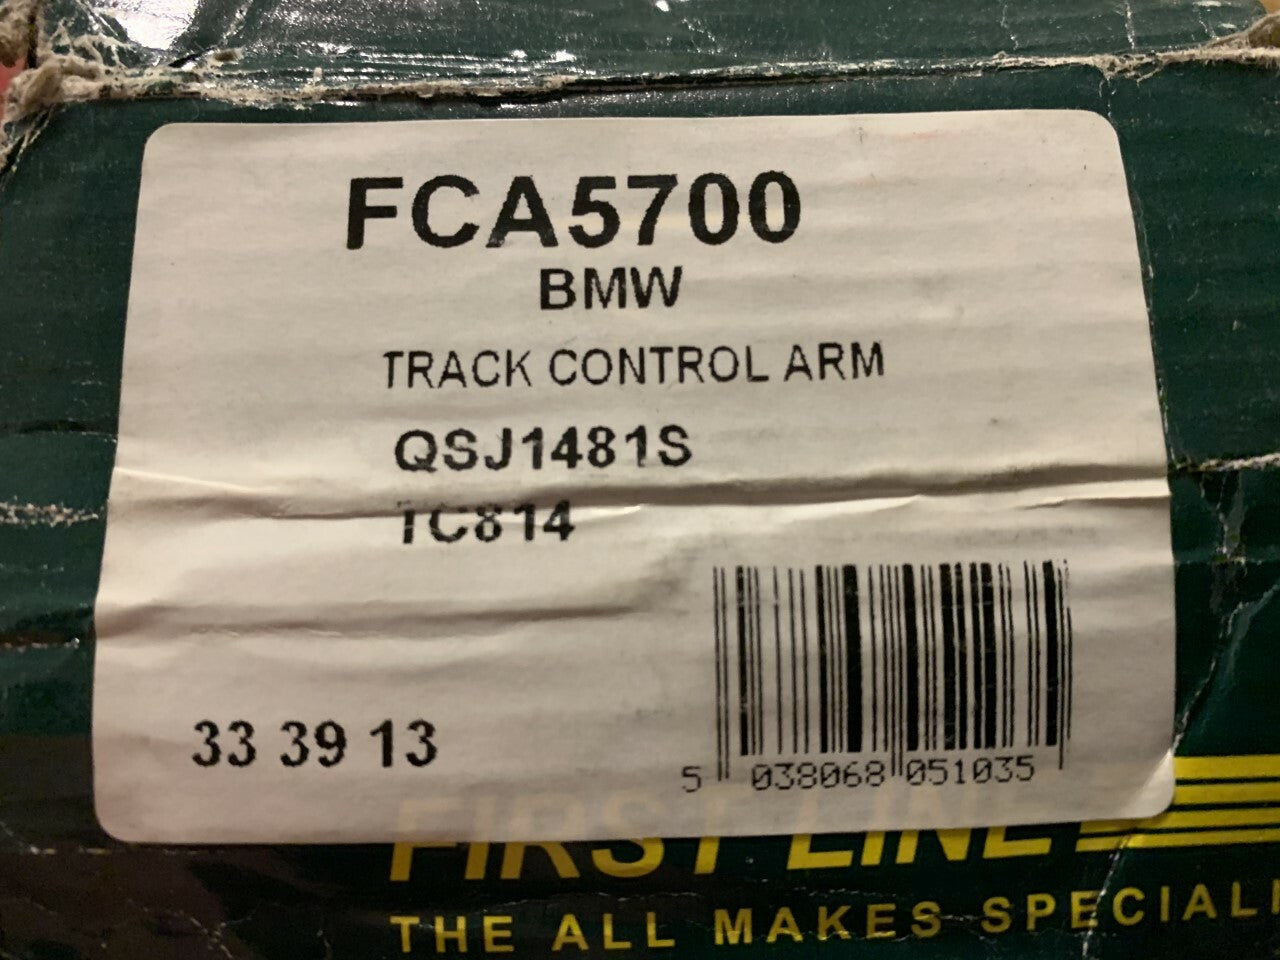 FCA5700
BMW
TRACK CONTROL ARM
QSJ1481S
TC814
33 39 13
5 038068 051035
FIRST LINE
THE ALL MAKES SPECIALI